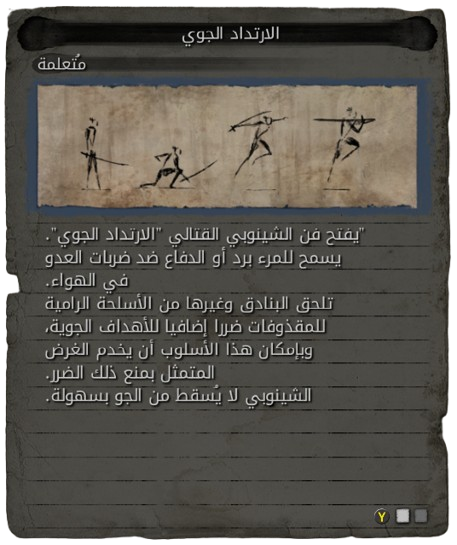 الارتداد الجوي
مُتعلمة
"يفتح فن الشينوبي القتالي "الارتداد الجوي".
يسمح للمرء برد أو الدفاع ضد ضربات العدو
في الهواء.
تلحق البنادق وغيرها من الأسلحة الرامية
للمقذوفات ضررا إضافيا للأهداف الجوية،
وبإمكان هذا الأسلوب أن يخدم الغرض
المتمثل بمنع ذلك الضرر.
الشينوبي لا يُسقط من الجو بسهولة.
Y